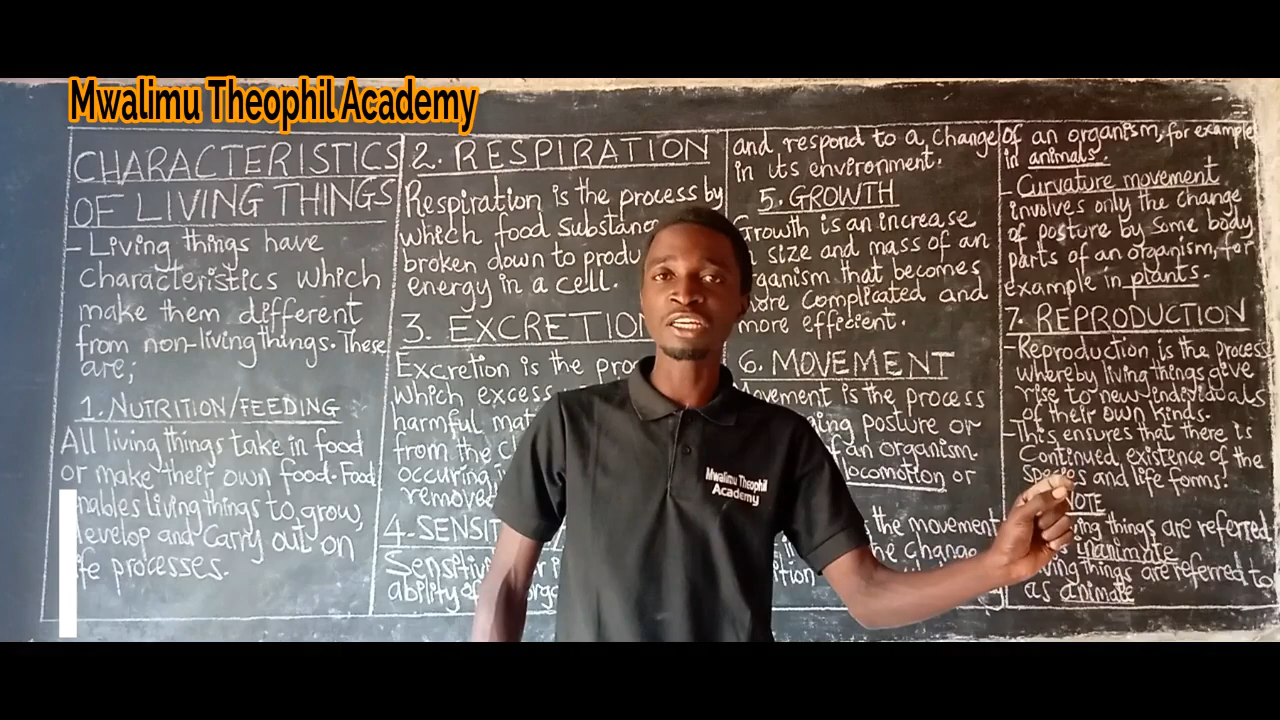 Mwalimu Theophil Academy
CHARACTERISTICS
OF LIVING THINGS
- Living things have
characteristics which
make them different
from non-living things. These
are;
1. NUTRITION/FEEDING
All living things take in food
or make their own food. Food
enables living things to grow,
develop and carry out on
life processes.
2. RESPIRATION
Respiration is the process by
which food Substanc
broken down to produ
energy in a cell.
3. EXCRETION
Excretion is the pro
which excess
harmful mat
from the c
occuring
removed
4. SENSIT
Sensitiv
ability of
and respond to a change
in its environment.
5. GROWTH
Growth is an increase
size and mass of an
organism that becomes
more complicated and
more efficient.
6. MOVEMENT
Movement is the process
posture or
an organism.
locomotion or
the movement
the change
of an organism, for example
in animals.
- Curvature movement
involves only the change
of posture by some body
parts of an organism, for
example in plants.
7. REPRODUCTION
- Reproduction is the process
whereby living things give
rise to new individuals
of their own kinds.
- This ensures that there is
Continued existence of the
species and life forms.
NOTE
things are referred
inanimate
things are referred to
as animate
Mwalimu Theophil
Academy